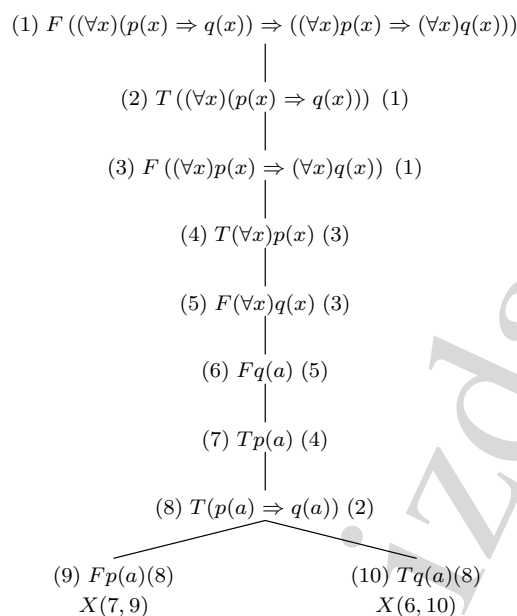 (1) F ((∀x)(p(x) ⇒ q(x)) ⇒ ((∀x)p(x) ⇒ (∀x)q(x)))
(2) T ((∀x)(p(x) ⇒ q(x))) (1)
(3) F ((∀x)p(x) ⇒ (∀x)q(x)) (1)
(4) T(∀x)p(x) (3)
(5) F(∀x)q(x) (3)
(6) Fq(a) (5)
(7) Tp(a) (4)
(8) T(p(a) ⇒ q(a)) (2)
(9) Fp(a)(8) (10) Tq(a)(8)
X(7, 9) X(6, 10)
izda